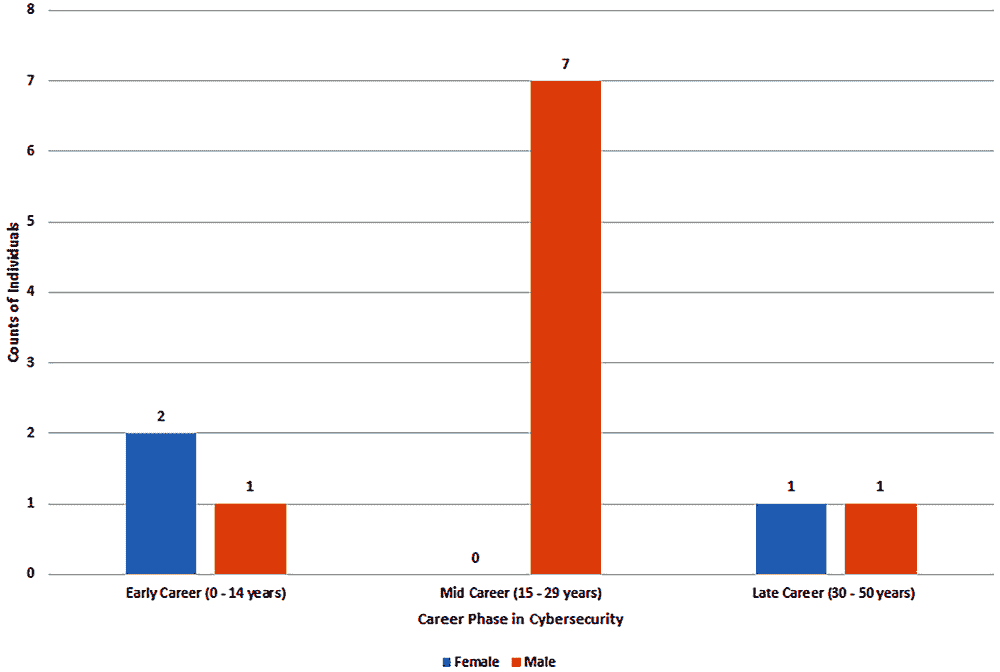 8
7
7
6
5
4
3
2
2
1
1
1
1
0
0
Counts of Individuals
Early Career (0 - 14 years)
Mid Career (15 - 29 years)
Late Career (30 - 50 years)
Career Phase in Cybersecurity
Female
Male